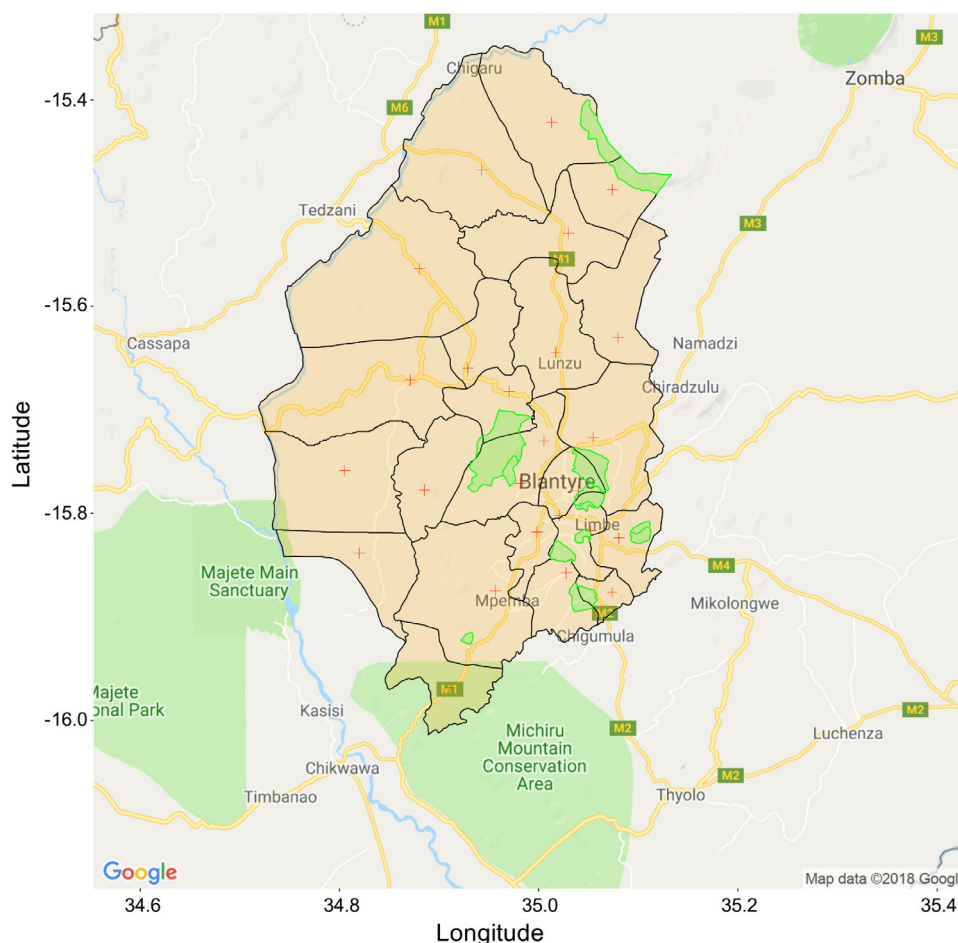 M1
M3
Chigaru
Zomba
-15.4
M6
Tedzani
M3
M1
-15.6
Cassapa
Namadzi
Lunzu
Chiradzulu
Latitude
Blantyre
-15.8
Limbe
M4
Majete Main
Sanctuary
Mpemba
Mikolongwe
Chigumula
M1
Majete
onal Park
-16.0
Kasisi
M2
M2
Michiru
Mountain
Conservation
Area
Luchenza
Chikwawa
M2
Timbanao
Thyolo
Google
Map data ©2018 Googl
34.6
34.8
35.0
35.2
35.4
Longitude